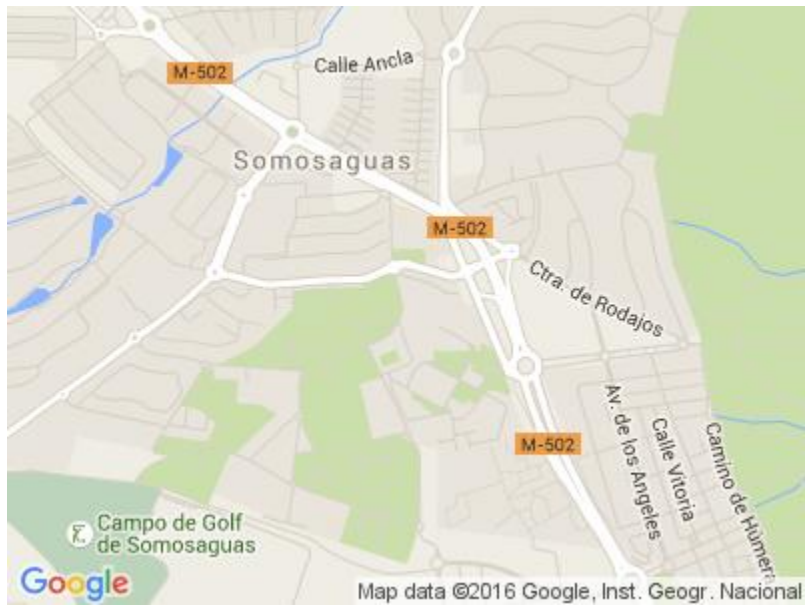 Calle Ancla
M-502
Somosaguas
M-502
Ctra. de Rodajos
M-502
Av. de los Angeles
Calle Vitoria
Camino de Húmera
Campo de Golf
de Somosaguas
Google
Map data ©2016 Google, Inst. Geogr. Nacional